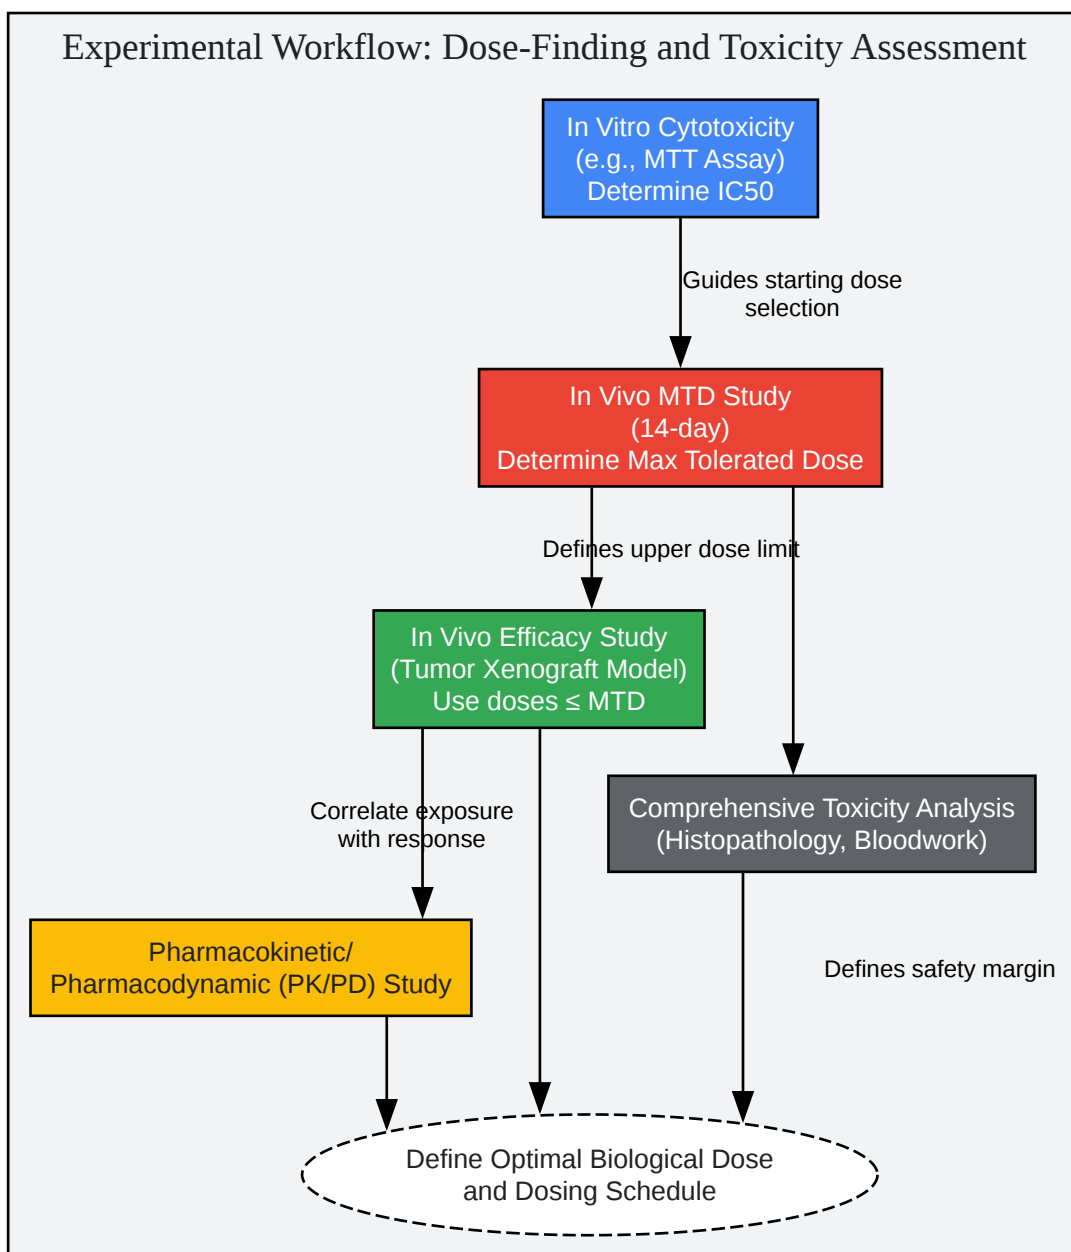 Experimental Workflow: Dose-Finding and Toxicity Assessment
In Vitro Cytotoxicity
(e.g., MTT Assay)
Determine IC50
Guides starting dose
selection
In Vivo MTD Study
(14-day)
Determine Max Tolerated Dose
Defines upper dose limit
In Vivo Efficacy Study
(Tumor Xenograft Model)
Use doses ≤ MTD
Correlate exposure
with response
Comprehensive Toxicity Analysis
(Histopathology, Bloodwork)
Pharmacokinetic/
Pharmacodynamic (PK/PD) Study
Defines safety margin
Define Optimal Biological Dose
and Dosing Schedule